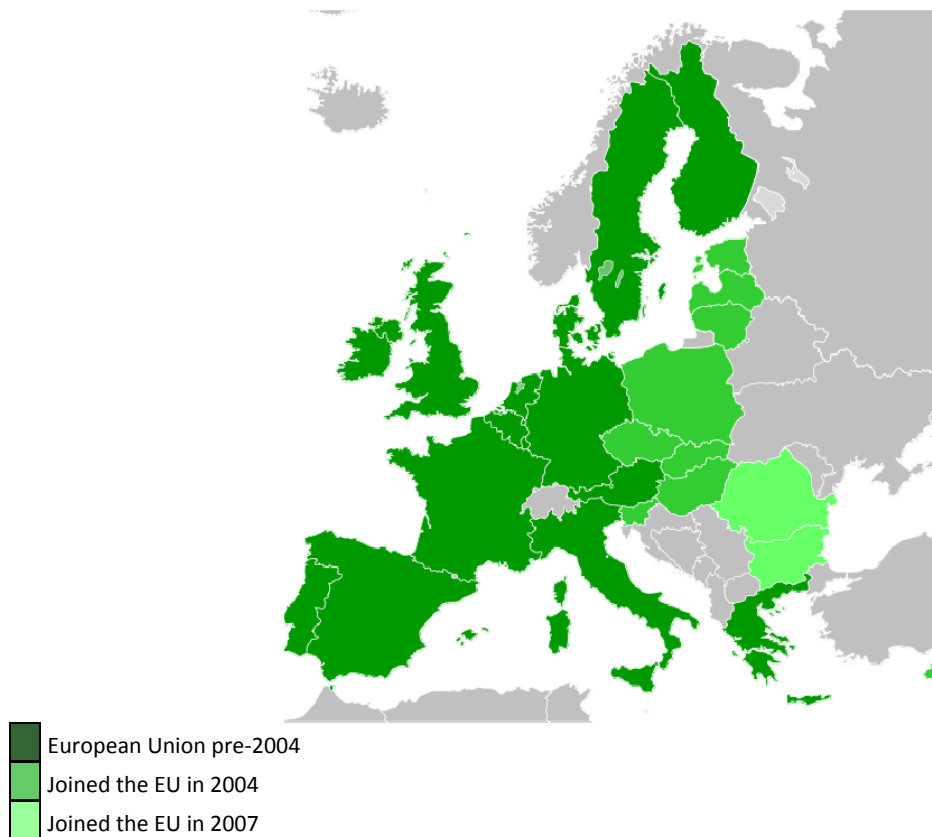 European Union pre-2004
Joined the EU in 2004
Joined the EU in 2007